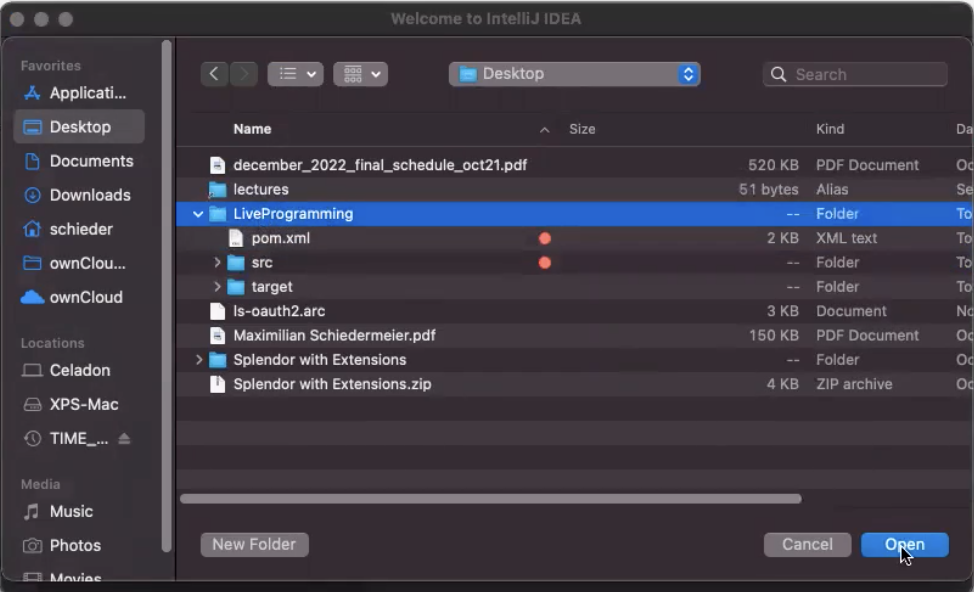 Welcome to IntelliJ IDEA
Favorites
Applicati...
Desktop
Documents
Downloads
schieder
ownClou...
ownCloud
Locations
Celadon
XPS-Mac
TIME_...
Media
Music
Photos
Movies
Desktop
Search
Name Size Kind Da
december_2022_final_schedule_oct21.pdf 520 KB PDF Document Oc
lectures 51 bytes Alias Se
LiveProgramming -- Folder To
pom.xml 2 KB XML text To
src -- Folder To
target -- Folder To
ls-oauth2.arc 3 KB Document No
Maximilian Schiedermeier.pdf 150 KB PDF Document Oc
Splendor with Extensions -- Folder Oc
Splendor with Extensions.zip 4 KB ZIP archive Oc
New Folder Cancel Open